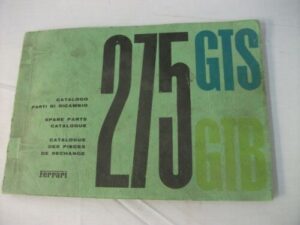 275 GTS
GTB
CATALOGO
PARTI DI RICAMBIO
SPARE PARTS
CATALOGUE
CATALOGUE
DES PIECES
DE RECHANGE
ferrari